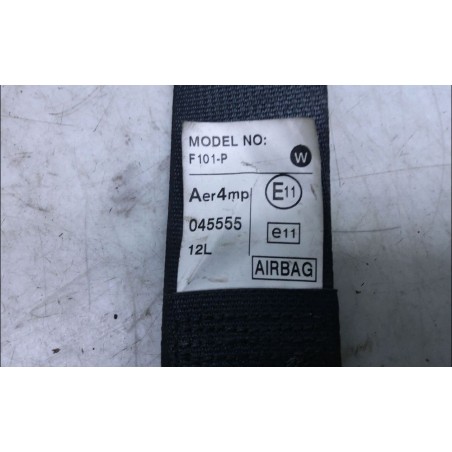 MODEL NO:
F101-P W
Aer4mp E11
045555 e11
12L
AIRBAG